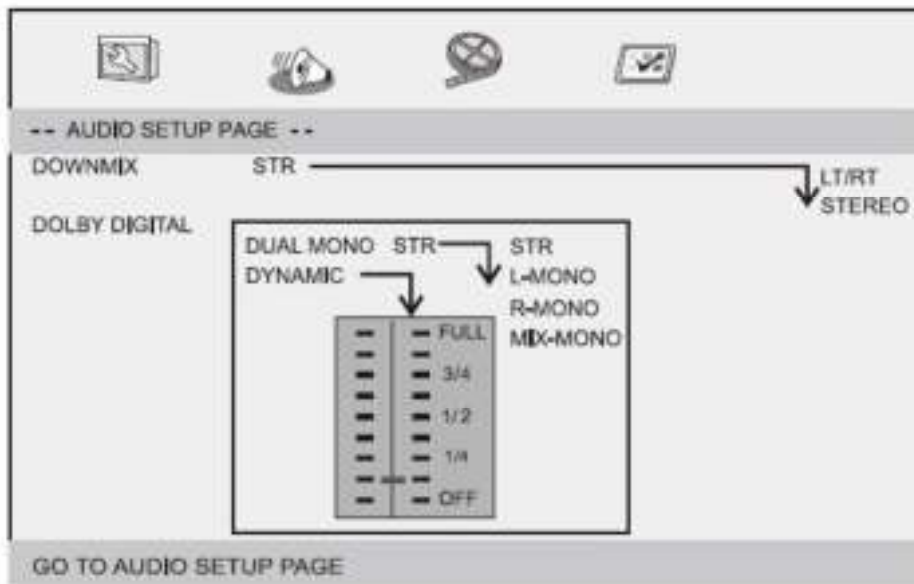 -- AUDIO SETUP PAGE --
DOWNMIX STR LT/RT
STEREO
DOLBY DIGITAL
DUAL MONO STR STR
DYNAMIC L-MONO
R-MONO
FULL MIX-MONO
3/4
1/2
1/4
OFF
GO TO AUDIO SETUP PAGE